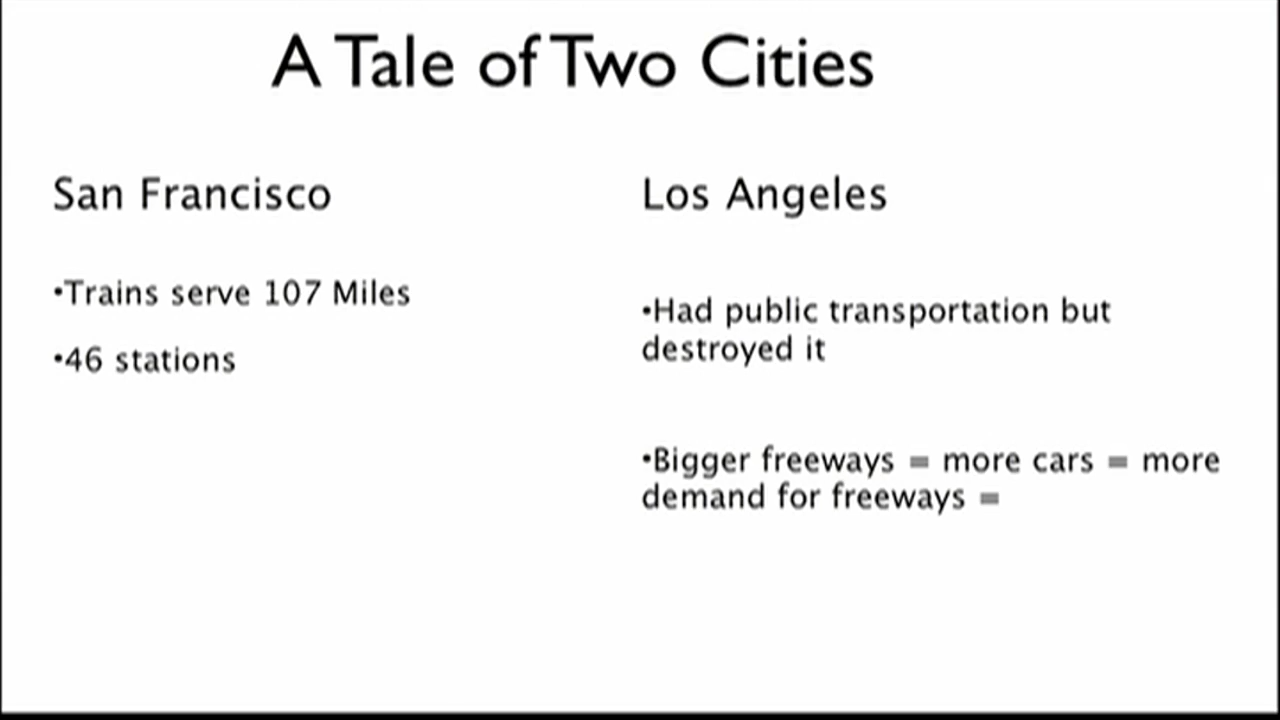 A Tale of Two Cities
San Francisco
•Trains serve 107 Miles
•46 stations
Los Angeles
•Had public transportation but
destroyed it
•Bigger freeways = more cars = more
demand for freeways =